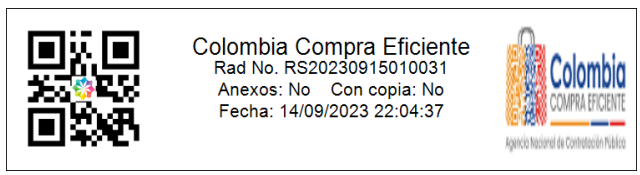 Colombia Compra Eficiente
Rad No. RS20230915010031
Anexos: No Con copia: No
Fecha: 14/09/2023 22:04:37
Colombia
COMPRA EFICIENTE
Agencia Nacional de Contratación Pública